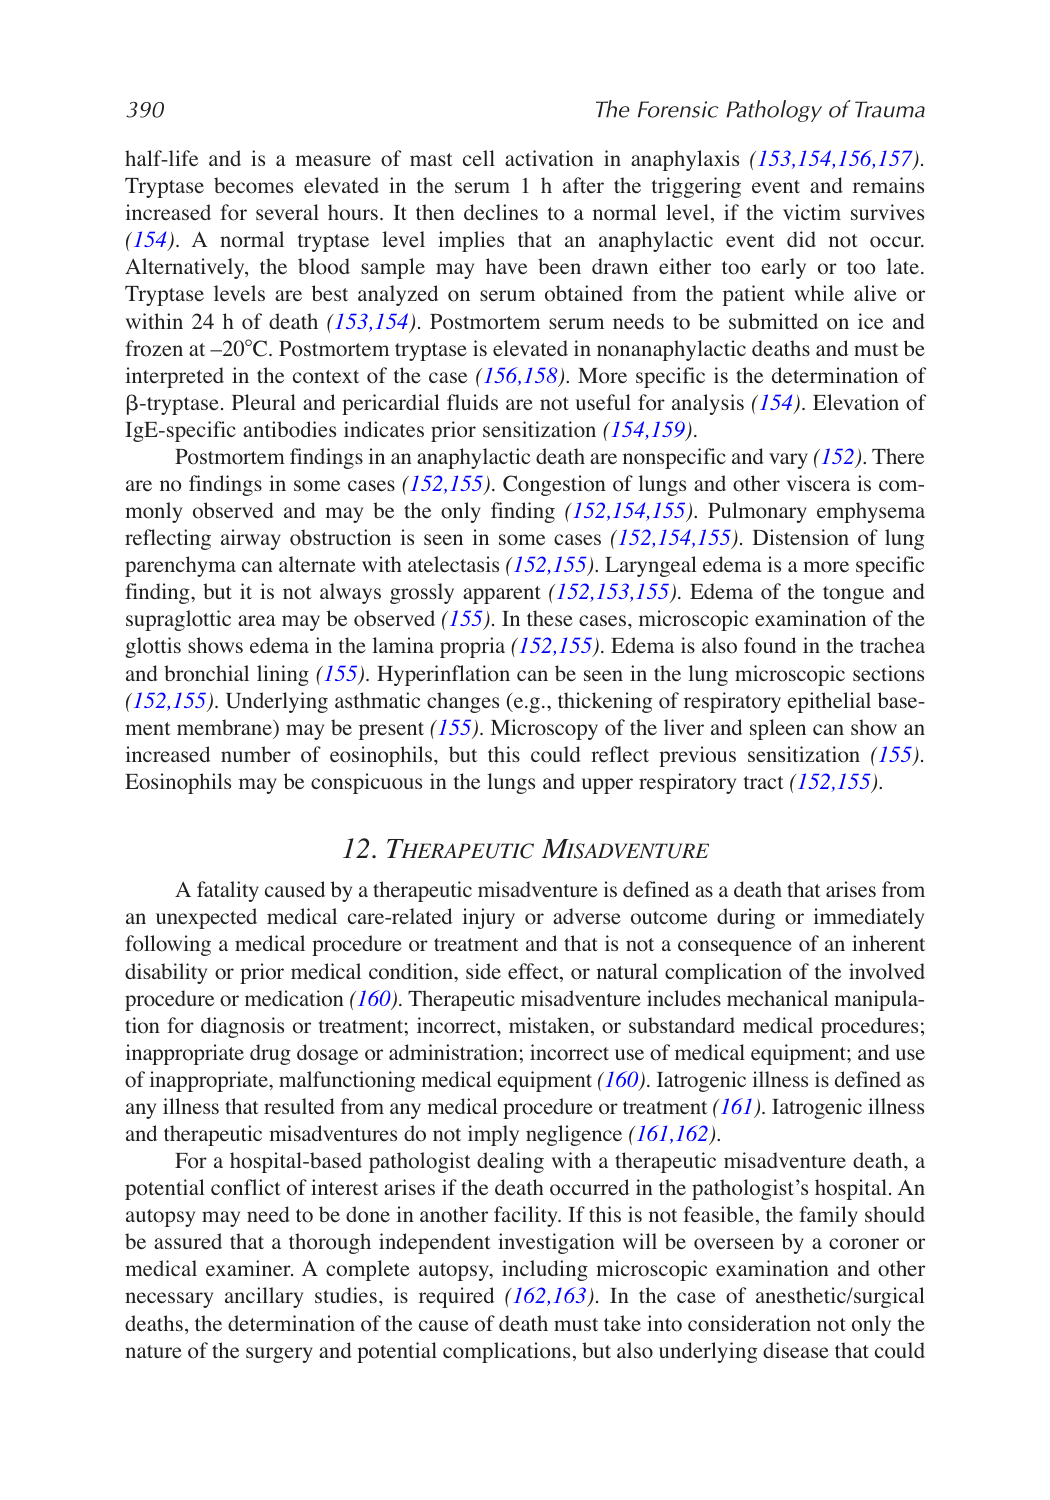 390
The Forensic Pathology of Trauma
half-life and is a measure of mast cell activation in anaphylaxis (153,154,156,157).
Tryptase becomes elevated in the serum 1 h after the triggering event and remains
increased for several hours. It then declines to a normal level, if the victim survives
(154). A normal tryptase level implies that an anaphylactic event did not occur.
Alternatively, the blood sample may have been drawn either too early or too late.
Tryptase levels are best analyzed on serum obtained from the patient while alive or
within 24 h of death (153,154). Postmortem serum needs to be submitted on ice and
frozen at –20°C. Postmortem tryptase is elevated in nonanaphylactic deaths and must be
interpreted in the context of the case (156,158). More specific is the determination of
β-tryptase. Pleural and pericardial fluids are not useful for analysis (154). Elevation of
IgE-specific antibodies indicates prior sensitization (154,159).
Postmortem findings in an anaphylactic death are nonspecific and vary (152). There
are no findings in some cases (152,155). Congestion of lungs and other viscera is com-
monly observed and may be the only finding (152,154,155). Pulmonary emphysema
reflecting airway obstruction is seen in some cases (152,154,155). Distension of lung
parenchyma can alternate with atelectasis (152,155). Laryngeal edema is a more specific
finding, but it is not always grossly apparent (152,153,155). Edema of the tongue and
supraglottic area may be observed (155). In these cases, microscopic examination of the
glottis shows edema in the lamina propria (152,155). Edema is also found in the trachea
and bronchial lining (155). Hyperinflation can be seen in the lung microscopic sections
(152,155). Underlying asthmatic changes (e.g., thickening of respiratory epithelial base-
ment membrane) may be present (155). Microscopy of the liver and spleen can show an
increased number of eosinophils, but this could reflect previous sensitization (155).
Eosinophils may be conspicuous in the lungs and upper respiratory tract (152,155).
12. THERAPEUTIC MISADVENTURE
A fatality caused by a therapeutic misadventure is defined as a death that arises from
an unexpected medical care-related injury or adverse outcome during or immediately
following a medical procedure or treatment and that is not a consequence of an inherent
disability or prior medical condition, side effect, or natural complication of the involved
procedure or medication (160). Therapeutic misadventure includes mechanical manipula-
tion for diagnosis or treatment; incorrect, mistaken, or substandard medical procedures;
inappropriate drug dosage or administration; incorrect use of medical equipment; and use
of inappropriate, malfunctioning medical equipment (160). Iatrogenic illness is defined as
any illness that resulted from any medical procedure or treatment (161). Iatrogenic illness
and therapeutic misadventures do not imply negligence (161,162).
For a hospital-based pathologist dealing with a therapeutic misadventure death, a
potential conflict of interest arises if the death occurred in the pathologist’s hospital. An
autopsy may need to be done in another facility. If this is not feasible, the family should
be assured that a thorough independent investigation will be overseen by a coroner or
medical examiner. A complete autopsy, including microscopic examination and other
necessary ancillary studies, is required (162,163). In the case of anesthetic/surgical
deaths, the determination of the cause of death must take into consideration not only the
nature of the surgery and potential complications, but also underlying disease that could